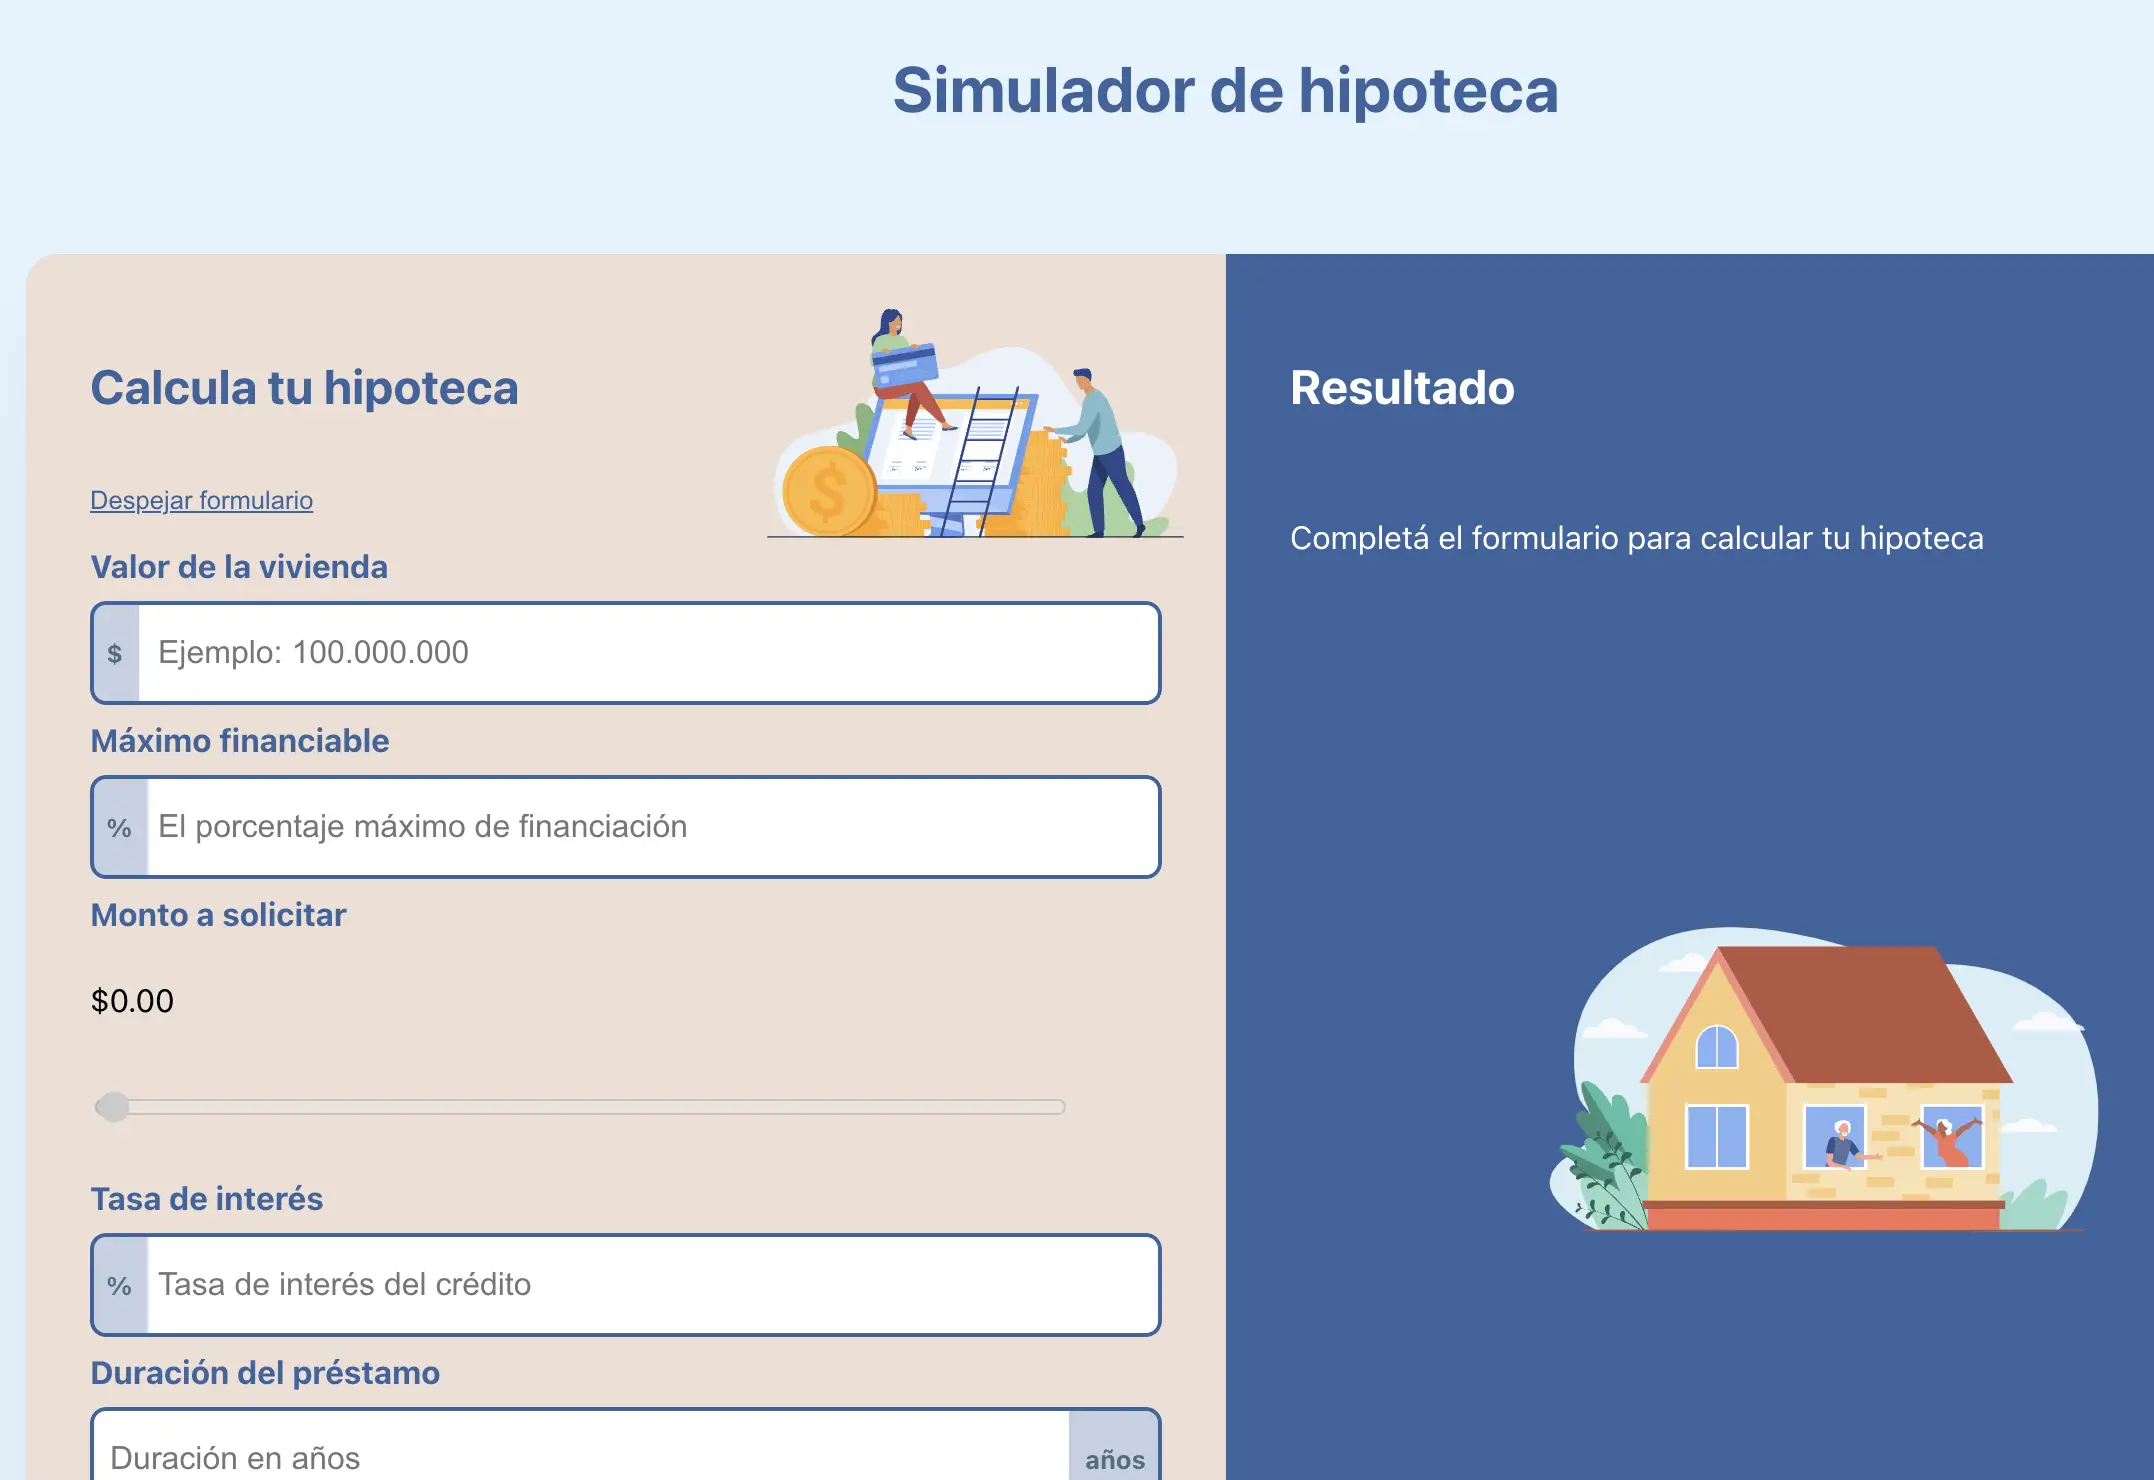 Simulador de hipoteca
Calcula tu hipoteca
Despejar formulario
Valor de la vivienda
$ Ejemplo: 100.000.000
Máximo financiable
% El porcentaje máximo de financiación
Monto a solicitar
$0.00
Tasa de interés
% Tasa de interés del crédito
Duración del préstamo
Duración en años años
Resultado
Completá el formulario para calcular tu hipoteca